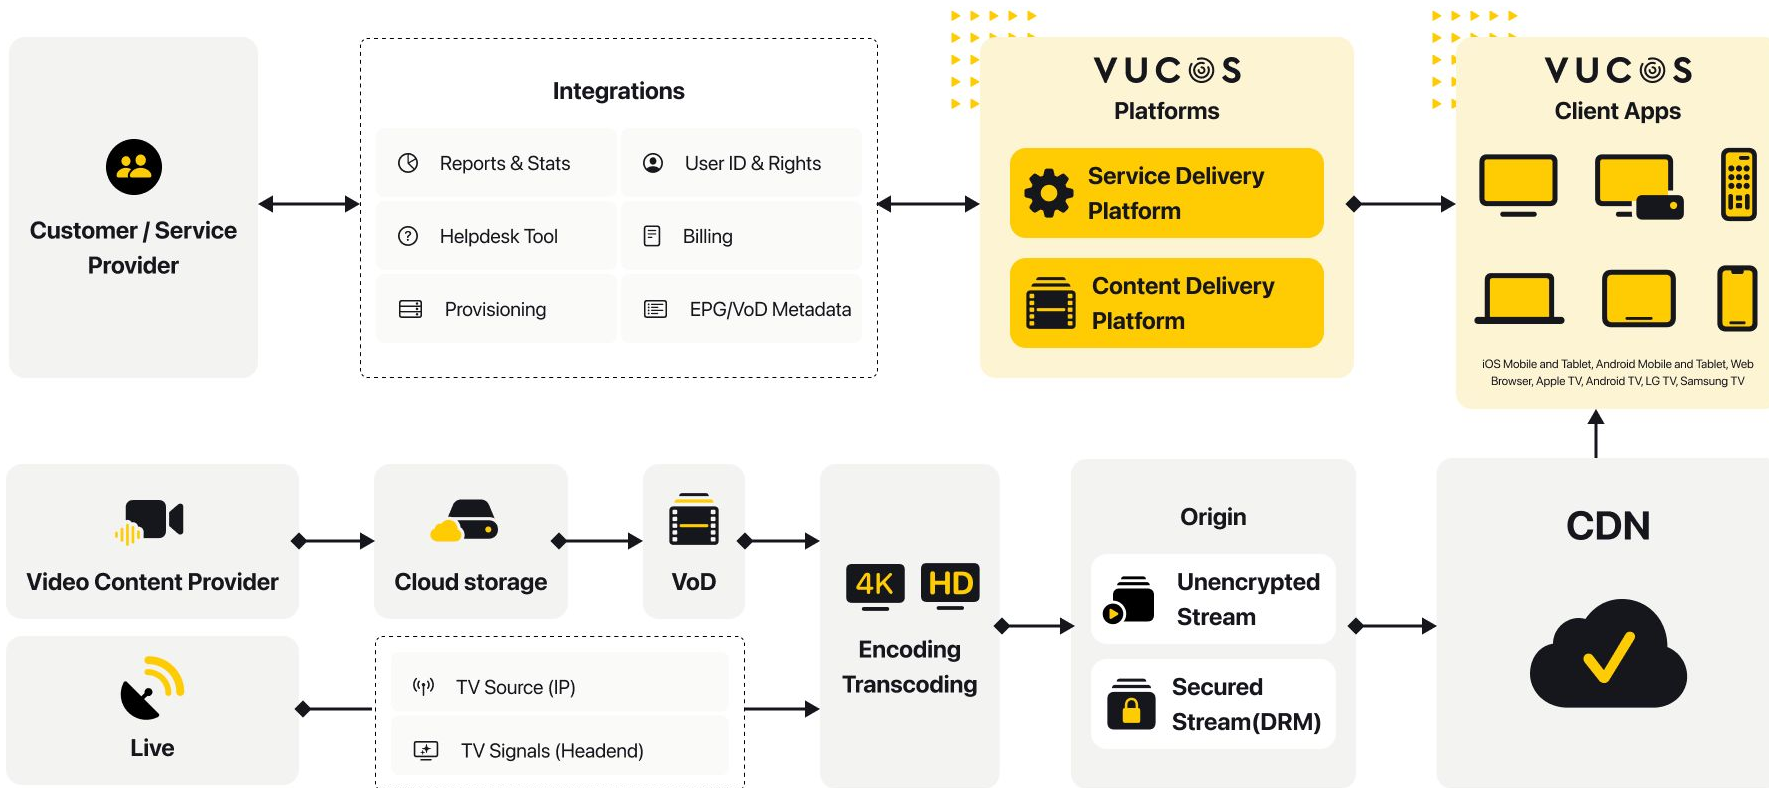 Customer / Service
Provider
Integrations
Reports & Stats
User ID & Rights
Helpdesk Tool
Billing
Provisioning
EPG/VoD Metadata
VUCOS
Platforms
Service Delivery
Platform
Content Delivery
Platform
VUCOS
Client Apps
iOS Mobile and Tablet, Android Mobile and Tablet, Web
Browser, Apple TV, Android TV, LG TV, Samsung TV
Video Content Provider
Cloud storage
VoD
Live
TV Source (IP)
TV Signals (Headend)
4K
HD
Encoding
Transcoding
Origin
Unencrypted
Stream
Secured
Stream(DRM)
CDN